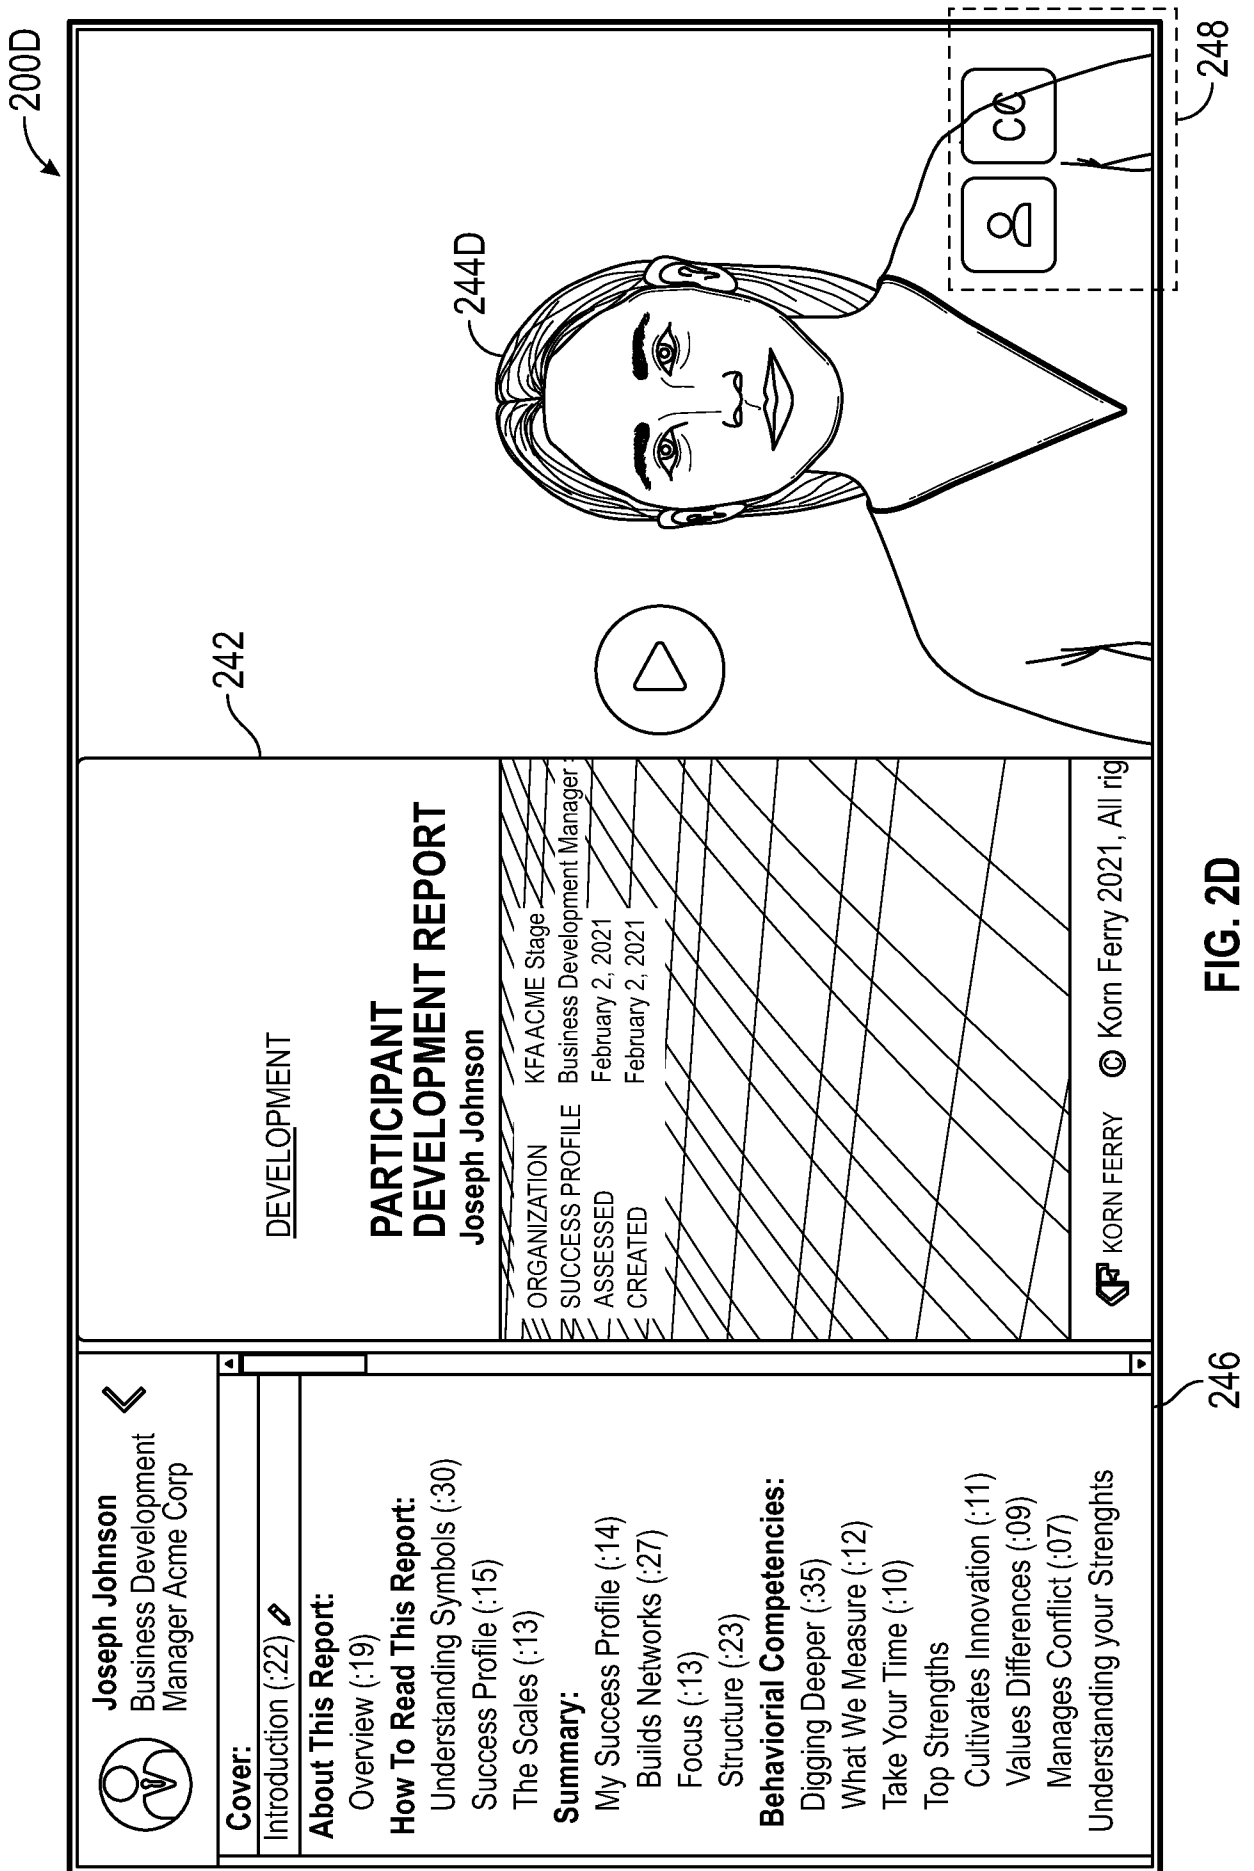 200D
Joseph Johnson
Business Development
Manager Acme Corp
Cover:
Introduction (:22)
About This Report:
Overview (:19)
How To Read This Report:
Understanding Symbols (:30)
Success Profile (:15)
The Scales (:13)
Summary:
My Success Profile (:14)
Builds Networks (:27)
Focus (:13)
Structure (:23)
Behaviorial Competencies:
Digging Deeper (:35)
What We Measure (:12)
Take Your Time (:10)
Top Strengths
Cultivates Innovation (:11)
Values Differences (:09)
Manages Conflict (:07)
Understanding your Strenghts
246
242
DEVELOPMENT
PARTICIPANT
DEVELOPMENT REPORT
Joseph Johnson
ORGANIZATION KFAACME Stage
SUCCESS PROFILE Business Development Manager :
ASSESSED February 2, 2021
CREATED February 2, 2021
KF KORN FERRY © Korn Ferry 2021, All rig
244D
CC
248
FIG. 2D